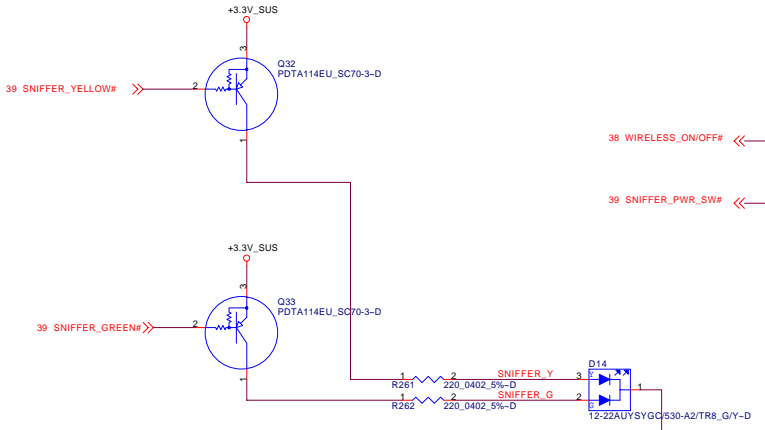 +3.3V_SUS
3
Q32
PDTA114EU_SC70-3~D
39 SNIFFER_YELLOW#
2
1
38 WIRELESS_ON/OFF#
39 SNIFFER_PWR_SW#
+3.3V_SUS
3
Q33
PDTA114EU_SC70-3~D
39 SNIFFER_GREEN#
2
1
D14
1 2 SNIFFER_Y 3
Y
R261 220_0402_5%~D
1
1 2 SNIFFER_G 2
G
R262 220_0402_5%~D
12-22AUYSYGC/530-A2/TR8_G/Y~D